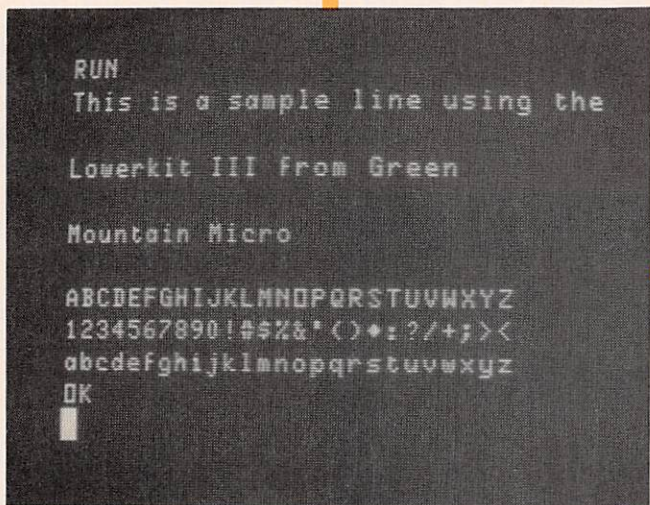 RUN
This is a sample line using the
Lowerkit III from Green
Mountain Micro
ABCDEFGHIJKLMNOPQRSTUVWXYZ
1234567890!#$%&'()*:?/+;><
abcdefghijklmnopqrstuvwxyz
OK